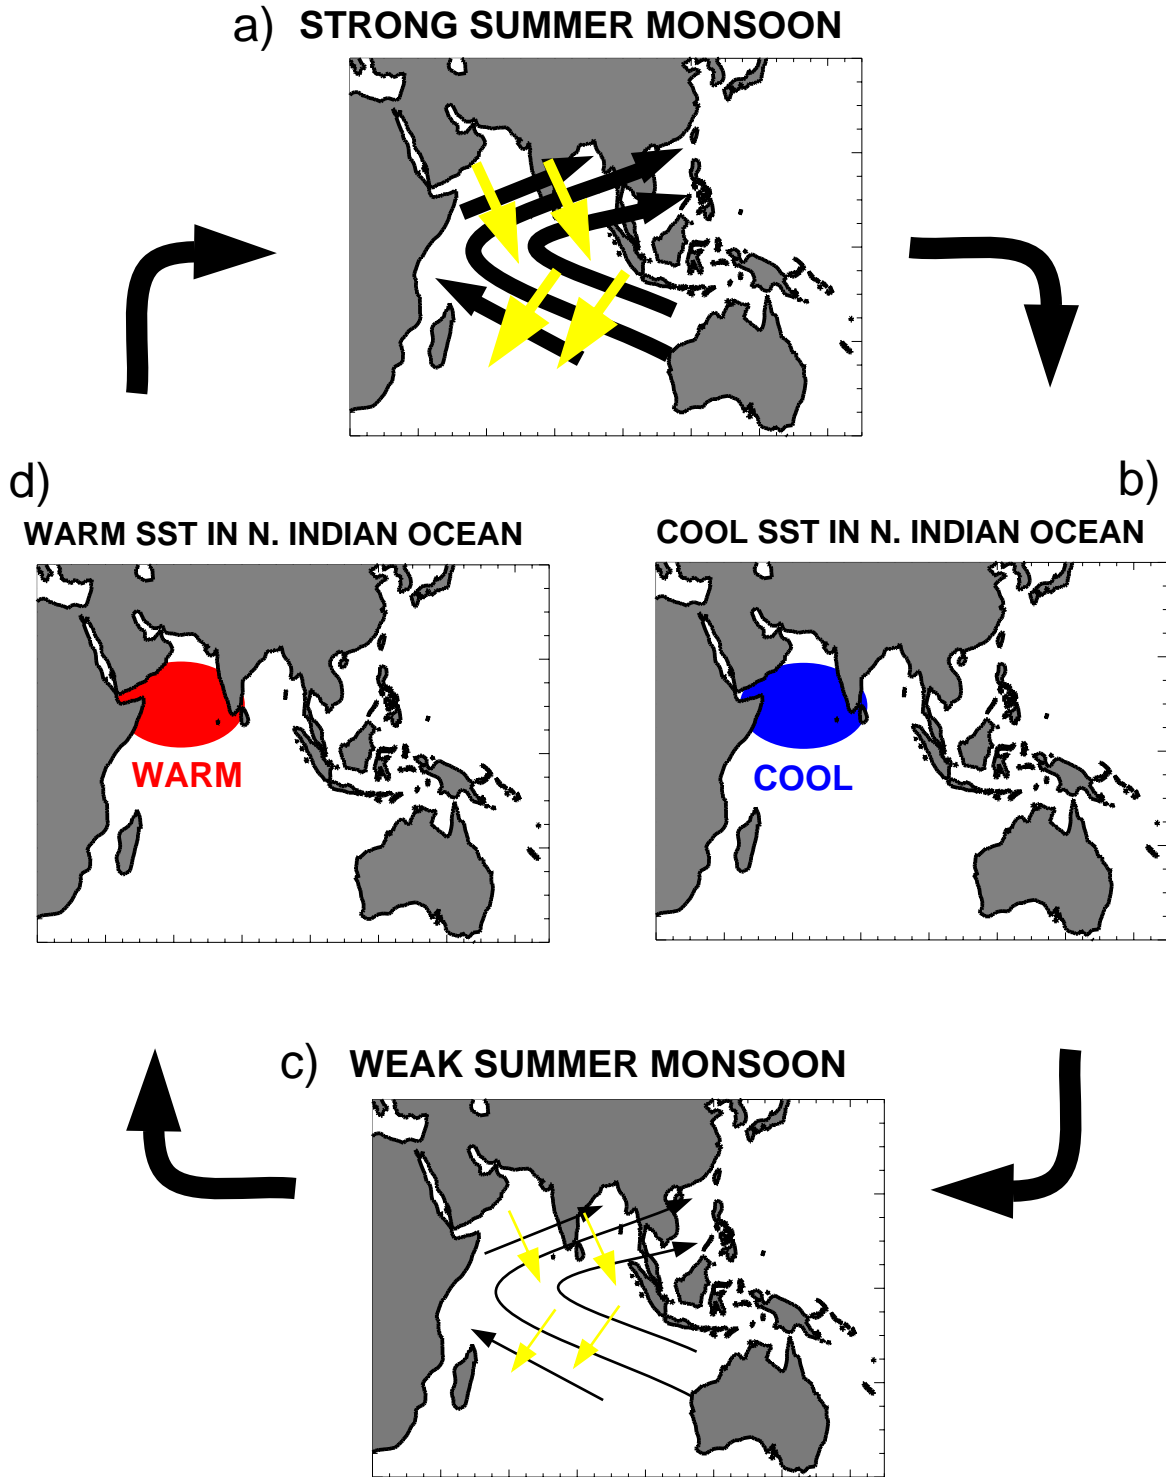 a) STRONG SUMMER MONSOON
d)
WARM SST IN N. INDIAN OCEAN
WARM
b)
COOL SST IN N. INDIAN OCEAN
COOL
c) WEAK SUMMER MONSOON